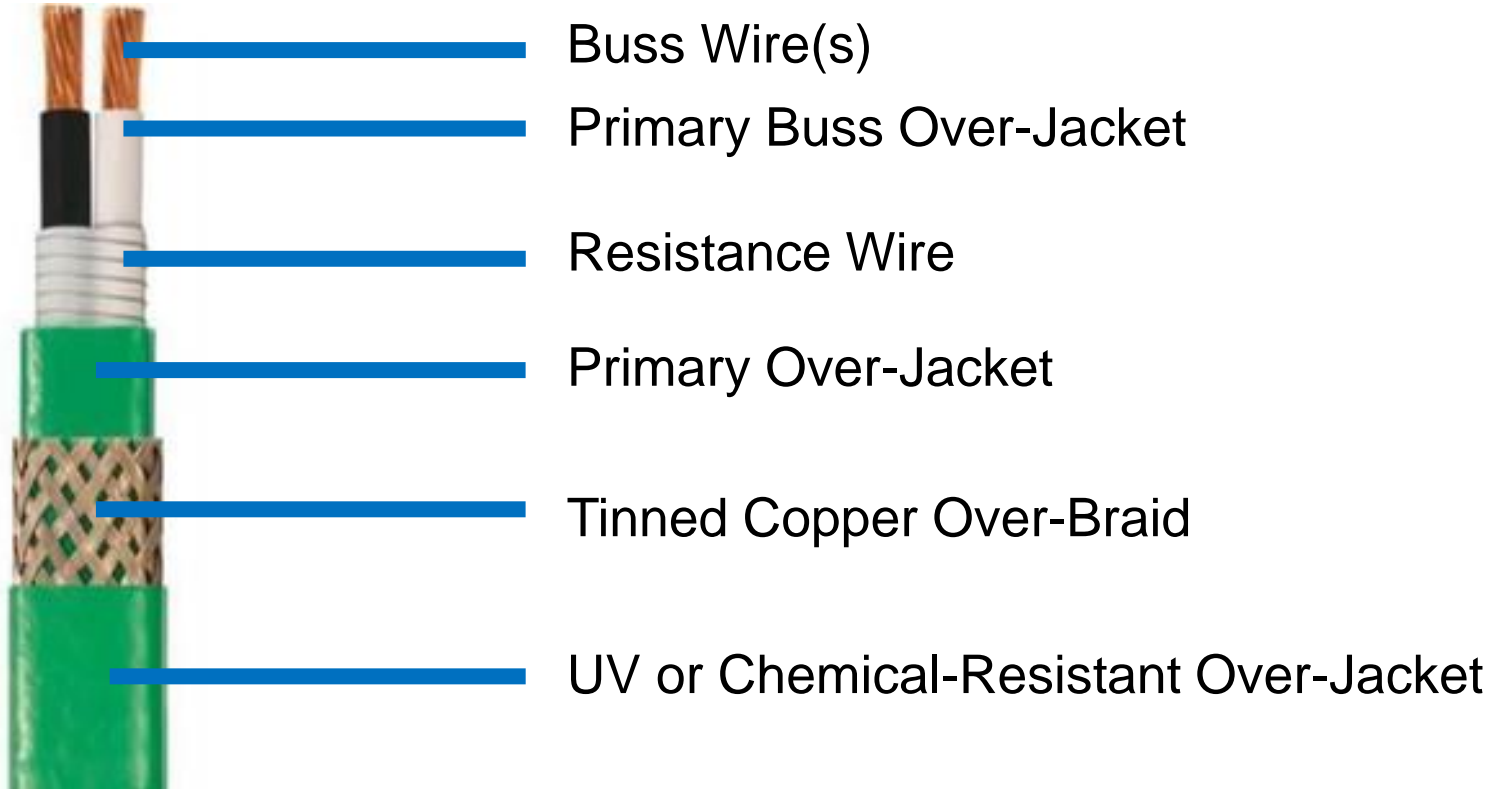 Buss Wire(s)
Primary Buss Over-Jacket
Resistance Wire
Primary Over-Jacket
Tinned Copper Over-Braid
UV or Chemical-Resistant Over-Jacket